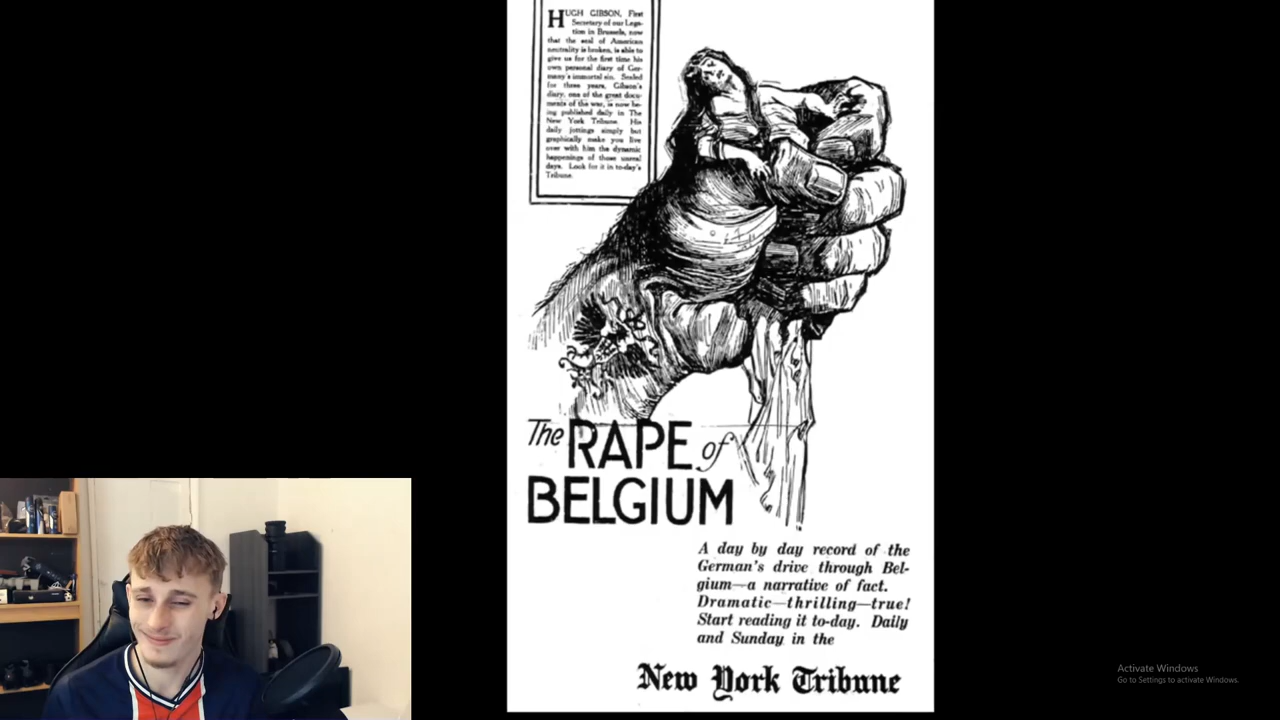 HUGH GIBSON, First
Secretary of our Lega-
tion in Brussels, now
that the seal of American
neutrality is broken, is able to
give us for the first time his
own personal diary of Ger-
many's immortal sin. Sealed
for three years, Gibson's
diary, one of the great docu-
ments of the war, is now be-
ing published daily in The
New York Tribune. His
daily jottings simply but
graphically make you live
over with him the dynamic
happenings of those unreal
days. Look for it in to-day's
Tribune.
The RAPE of
BELGIUM
A day by day record of the
German's drive through Bel-
gium—a narrative of fact.
Dramatic—thrilling—true!
Start reading it to-day. Daily
and Sunday in the
New York Tribune
Activate Windows
Go to Settings to activate Windows.